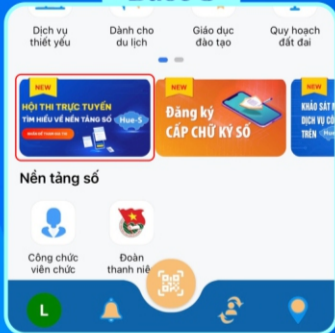 Dịch vụ
thiết yếu
Dành cho
du lịch
Giáo dục
đào tạo
Quy hoạch
đất đai
NEW
HỘI THI TRỰC TUYẾN
TÌM HIỂU VỀ NỀN TẢNG SỐ Hue-S
NEW
Đăng ký
CẤP CHỮ KÝ SỐ
NEW
KHẢO SÁT
DỊCH VỤ
TRÊN
Nền tảng số
Công chức
viên chức
Đoàn
thanh niê
L